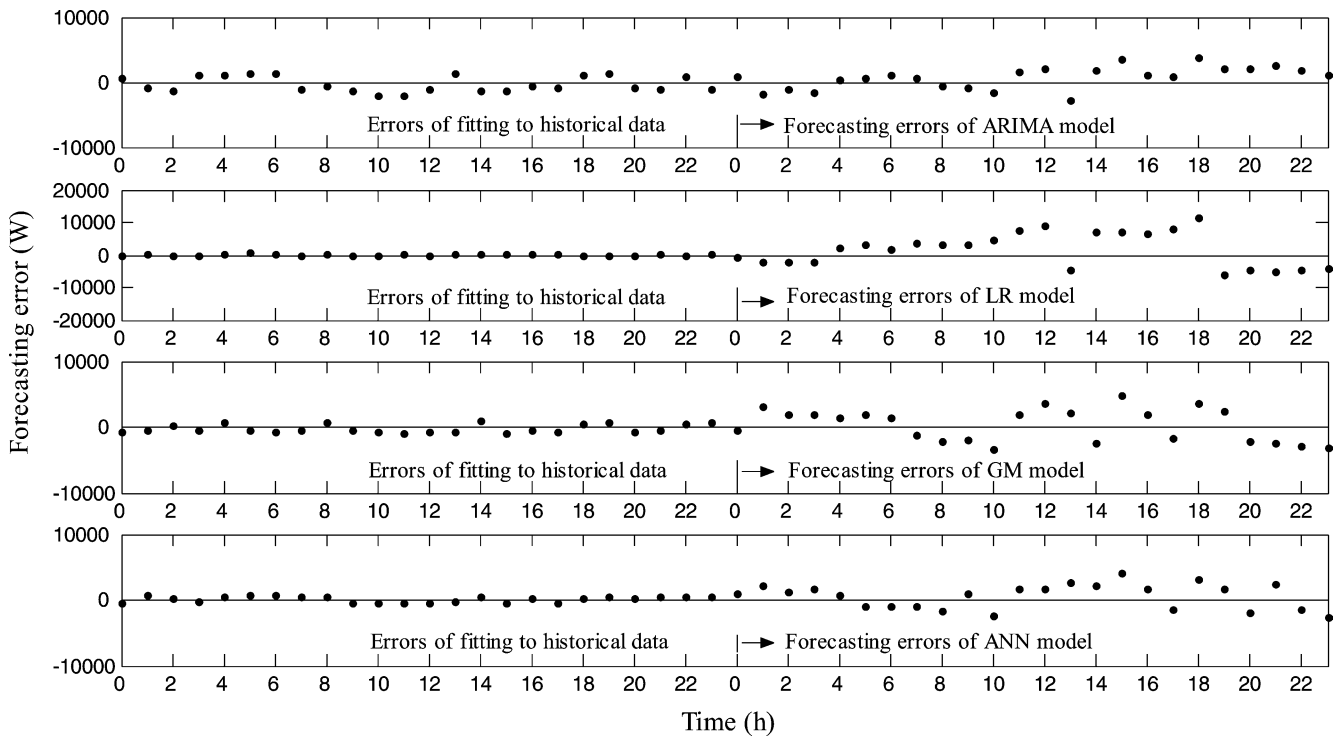 Forecasting error (W)
10000
0
-10000
Errors of fitting to historical data Forecasting errors of ARIMA model
0 2 4 6 8 10 12 14 16 18 20 22 0 2 4 6 8 10 12 14 16 18 20 22
20000
10000
0
-10000
-20000
Errors of fitting to historical data Forecasting errors of LR model
0 2 4 6 8 10 12 14 16 18 20 22 0 2 4 6 8 10 12 14 16 18 20 22
10000
0
-10000
Errors of fitting to historical data Forecasting errors of GM model
0 2 4 6 8 10 12 14 16 18 20 22 0 2 4 6 8 10 12 14 16 18 20 22
10000
0
-10000
Errors of fitting to historical data Forecasting errors of ANN model
0 2 4 6 8 10 12 14 16 18 20 22 0 2 4 6 8 10 12 14 16 18 20 22
Time (h)